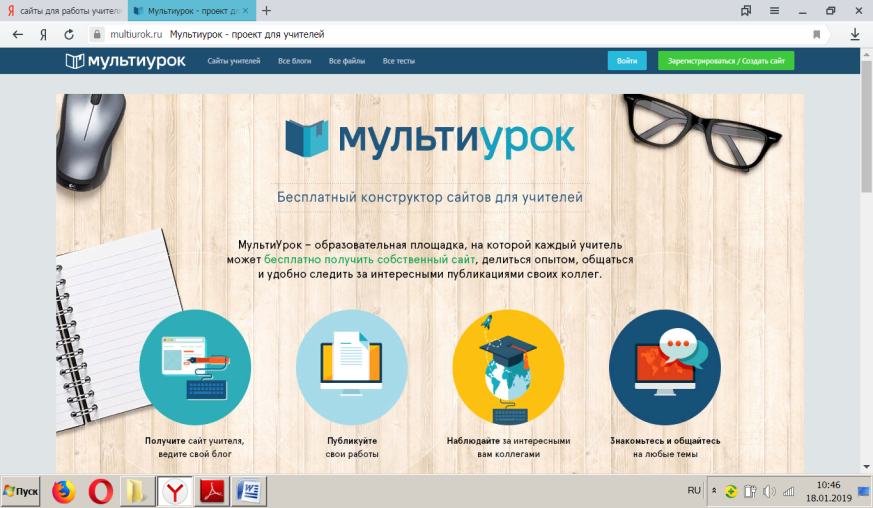 сайты для работы учителя
Мультиурок - проект дл
multiurok.ru Мультиурок - проект для учителей
мультиурок
Сайты учителей Все блоги Все файлы Все тесты
Войти
Зарегистрироваться / Создать сайт
мультиурок
Бесплатный конструктор сайтов для учителей
МультиУрок – образовательная площадка, на которой каждый учитель
может бесплатно получить собственный сайт, делиться опытом, общаться
и удобно следить за интересными публикациями своих коллег.
Получите сайт учителя,
ведите свой блог
Публикуйте
свои работы
Наблюдайте за интересными
вам коллегами
Знакомьтесь и общайтесь
на любые темы
Пуск
RU
10:46
18.01.2019